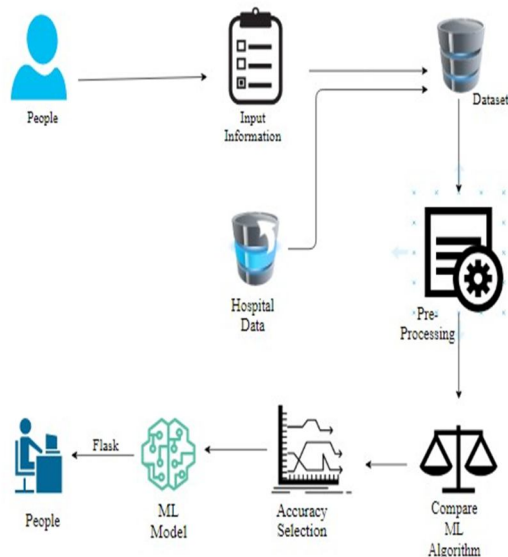 People
Input
Information
Dataset
Hospital
Data
Pre-
Processing
Flask
People
ML
Model
Accuracy
Selection
Compare
ML
Algorithm